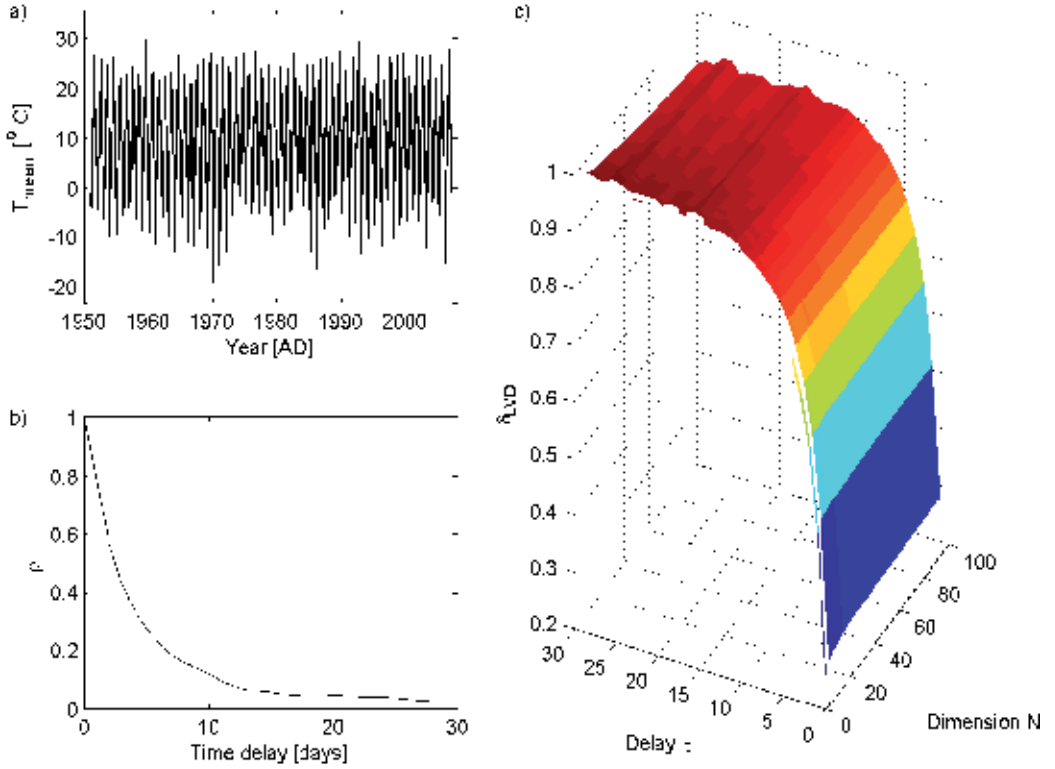 a)
30
20
10
0
-10
-20
T mean [° C]
1950 1960 1970 1980 1990 2000
Year [AD]
b)
1
0.8
0.6
0.4
0.2
0
ρ
0 10 20 30
Time delay [days]
c)
1
0.9
0.8
0.7
0.6
0.5
0.4
0.3
0.2
δLVD
30 25 20 15 10 5 0
Delay τ
0 20 40 60 80 100
Dimension N